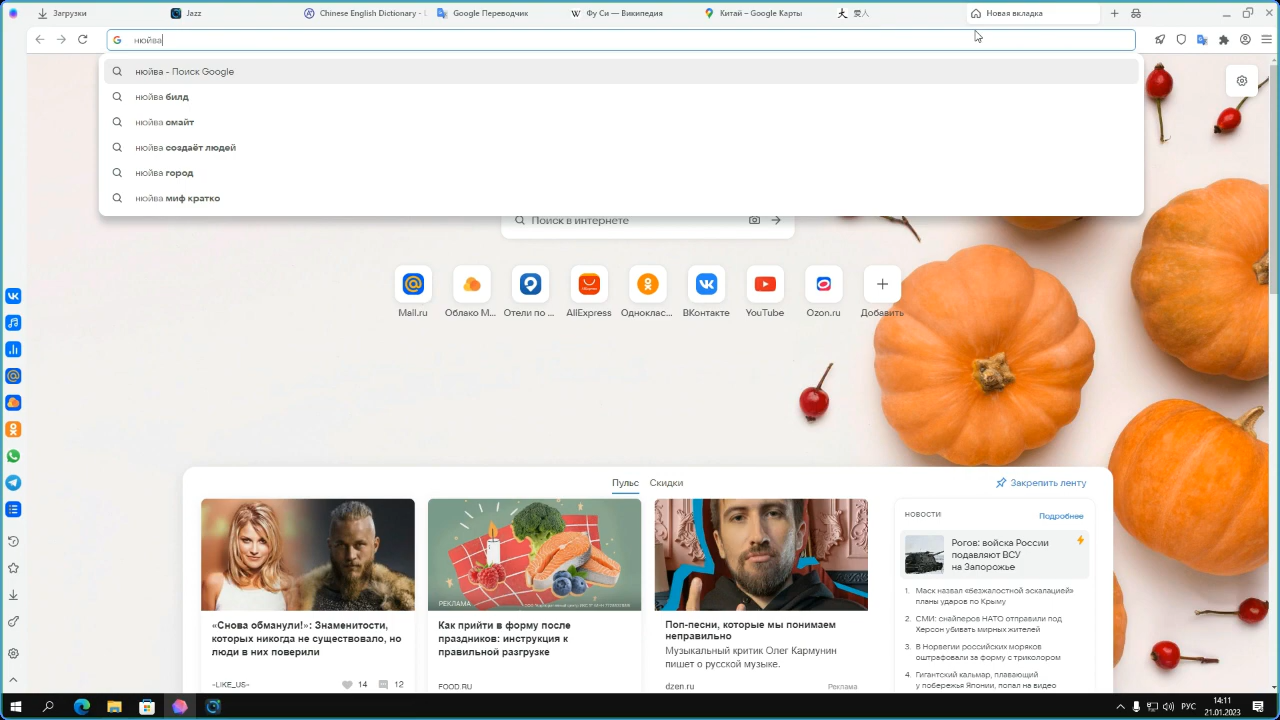 Загрузки
Jazz
Chinese English Dictionary - L
Google Переводчик
Фу Си — Википедия
Китай – Google Карты
爱人
Новая вкладка
нюйва
нюйва - Поиск Google
нюйва билд
нюйва смайт
нюйва создаёт людей
нюйва город
нюйва миф кратко
Поиск в интернете
Mail.ru
Облако М...
Отели по ...
AliExpress
Одноклас...
ВКонтакте
YouTube
Ozon.ru
Добавить
Пульс
Скидки
Закрепить ленту
«Снова обманули!»: Знаменитости, которых никогда не существовало, но люди в них поверили
-LIKE_US-
14
12
РЕКЛАМА
Как прийти в форму после праздников: инструкция к правильной разгрузке
FOOD.RU
Поп-песни, которые мы понимаем неправильно
Музыкальный критик Олег Кармунин пишет о русской музыке.
dzen.ru
Реклама
НОВОСТИ
Подробнее
Рогов: войска России подавляют ВСУ на Запорожье
1. Маск назвал «безжалостной эскалацией» планы ударов по Крыму
2. СМИ: снайперов НАТО отправили под Херсон убивать мирных жителей
3. В Норвегии российских моряков оштрафовали за форму с триколором
4. Гигантский кальмар, плавающий у побережья Японии, попал на видео
РУС
14:11
21.01.2023